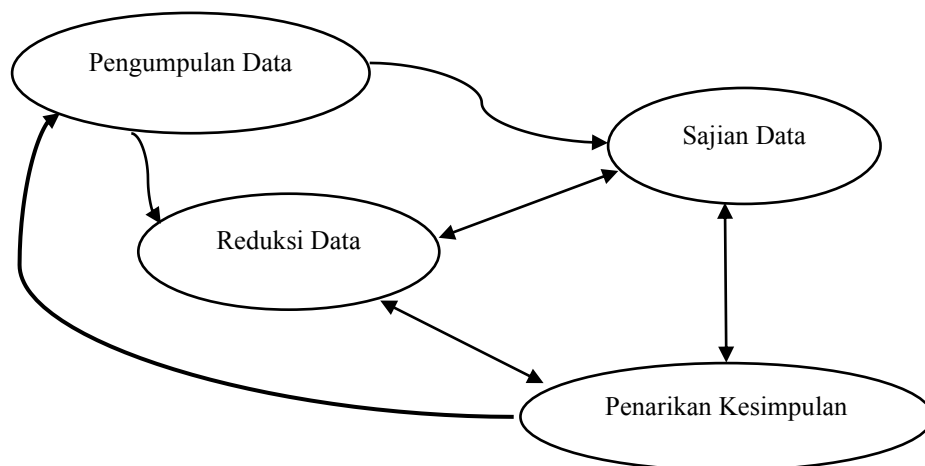 Pengumpulan Data
Sajian Data
Reduksi Data
Penarikan Kesimpulan